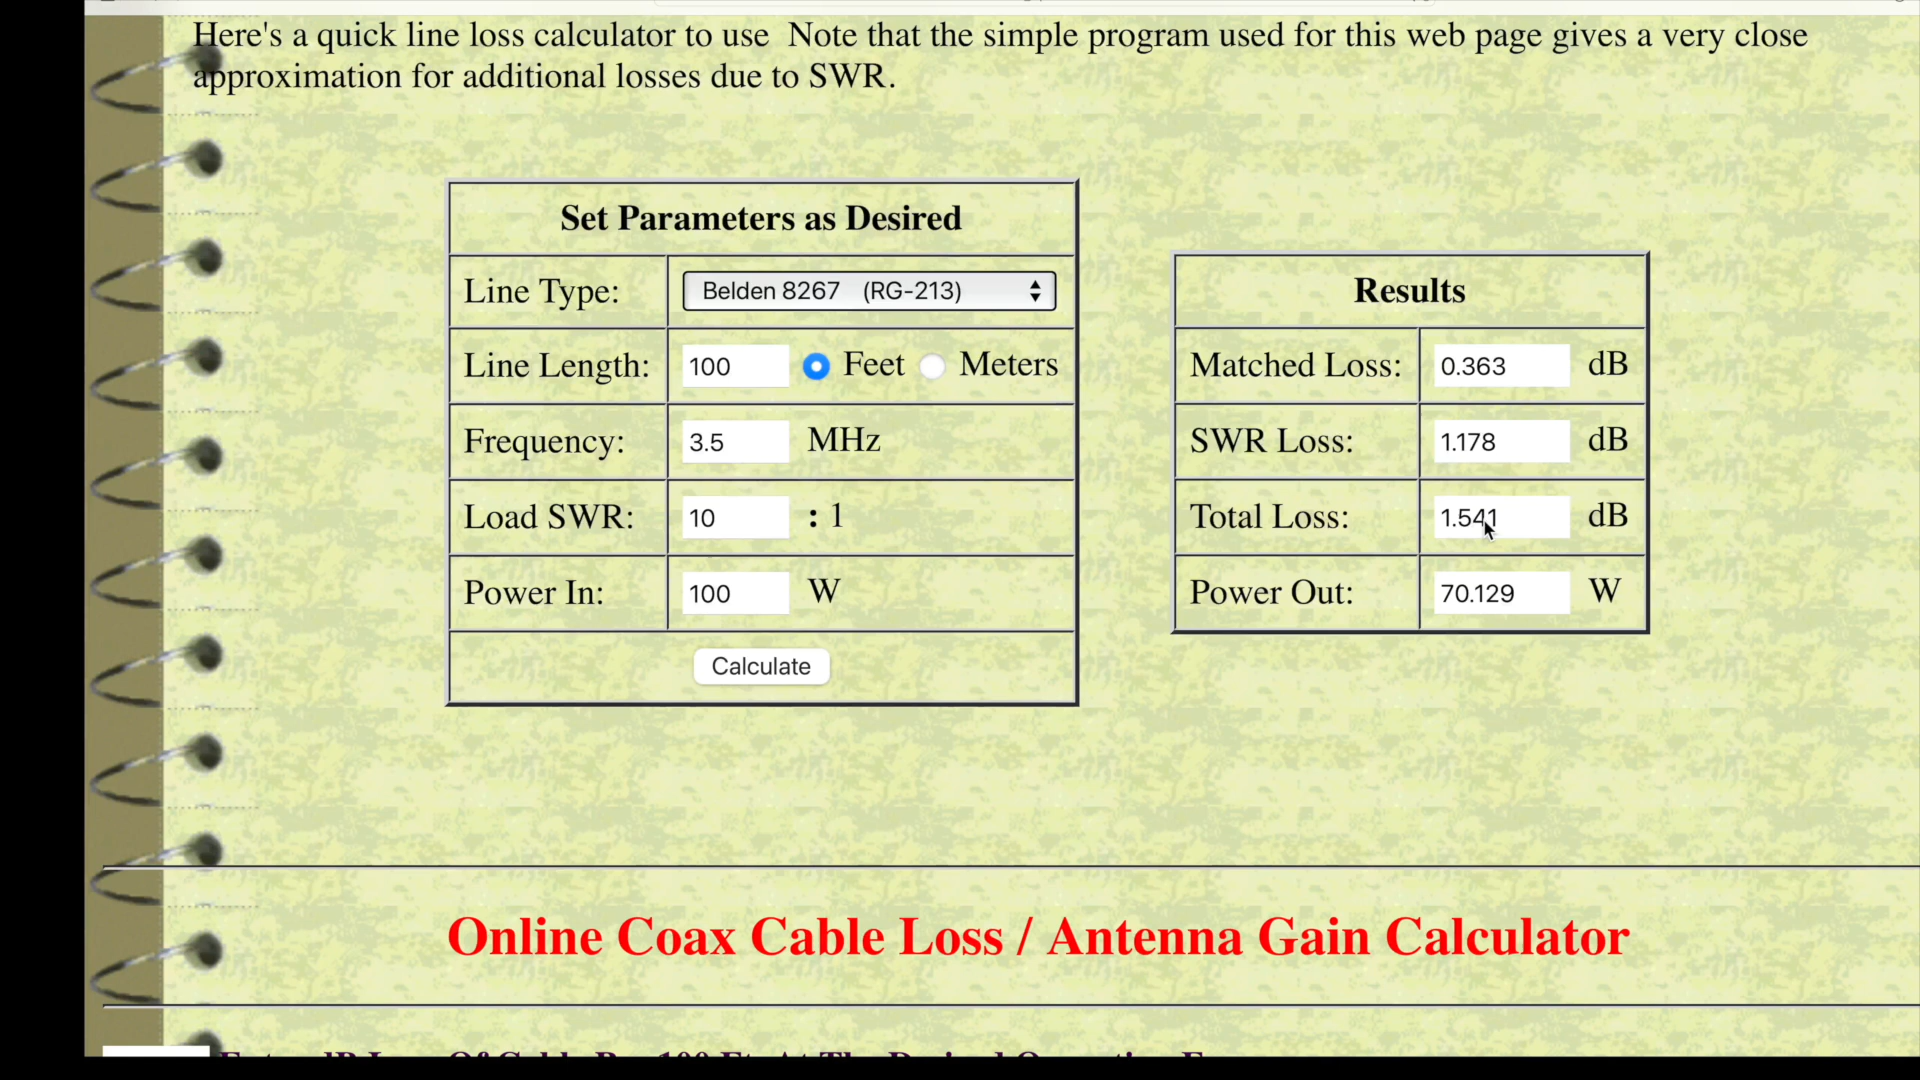 Here's a quick line loss calculator to use  Note that the simple program used for this web page gives a very close
approximation for additional losses due to SWR.
Set Parameters as Desired
Line Type: Belden 8267 (RG-213)
Line Length: 100 Feet Meters
Frequency: 3.5 MHz
Load SWR: 10 : 1
Power In: 100 W
Calculate
Results
Matched Loss: 0.363 dB
SWR Loss: 1.178 dB
Total Loss: 1.541 dB
Power Out: 70.129 W
Online Coax Cable Loss / Antenna Gain Calculator